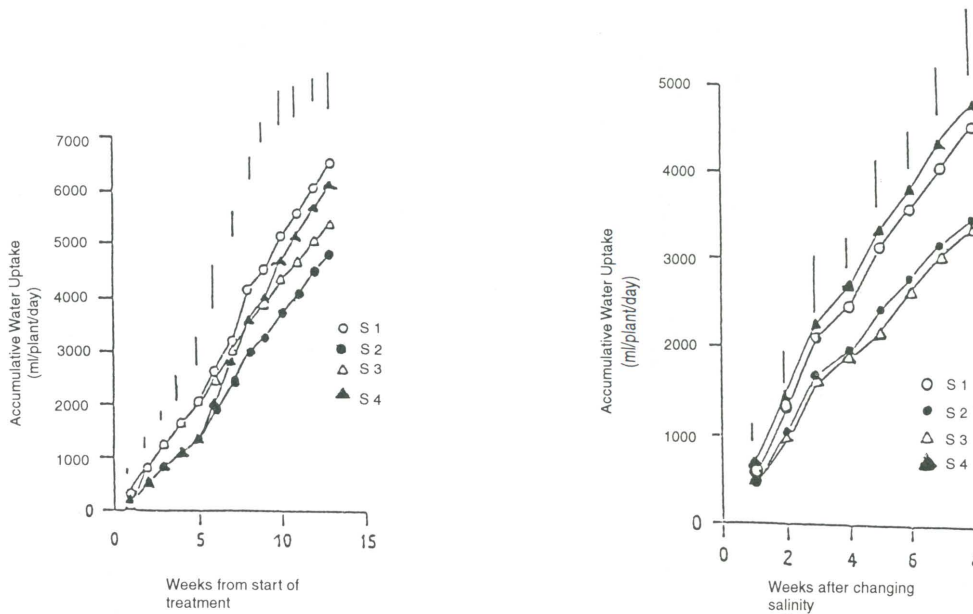 7000
6000
5000
4000
3000
2000
1000
0
Accumulative Water Uptake
(ml/plant/day)
S 1
S 2
S 3
S 4
0 5 10 15
Weeks from start of
treatment
5000
4000
3000
2000
1000
0
Accumulative Water Uptake
(ml/plant/day)
S 1
S 2
S 3
S 4
0 2 4 6
Weeks after changing
salinity